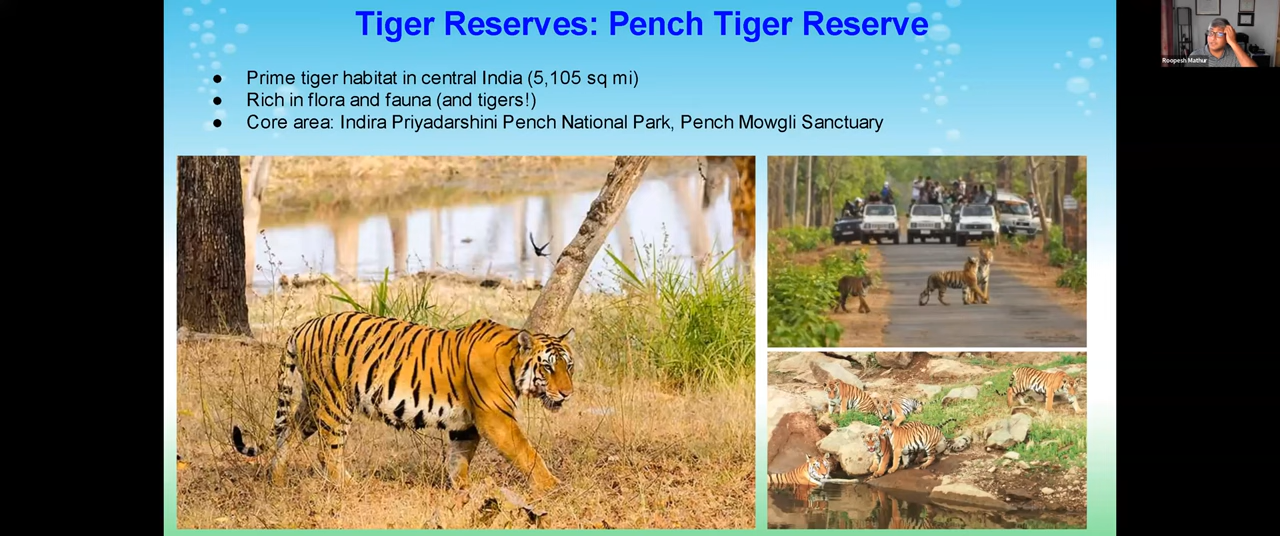 Tiger Reserves: Pench Tiger Reserve
● Prime tiger habitat in central India (5,105 sq mi)
● Rich in flora and fauna (and tigers!)
● Core area: Indira Priyadarshini Pench National Park, Pench Mowgli Sanctuary
Roopesh Mathur